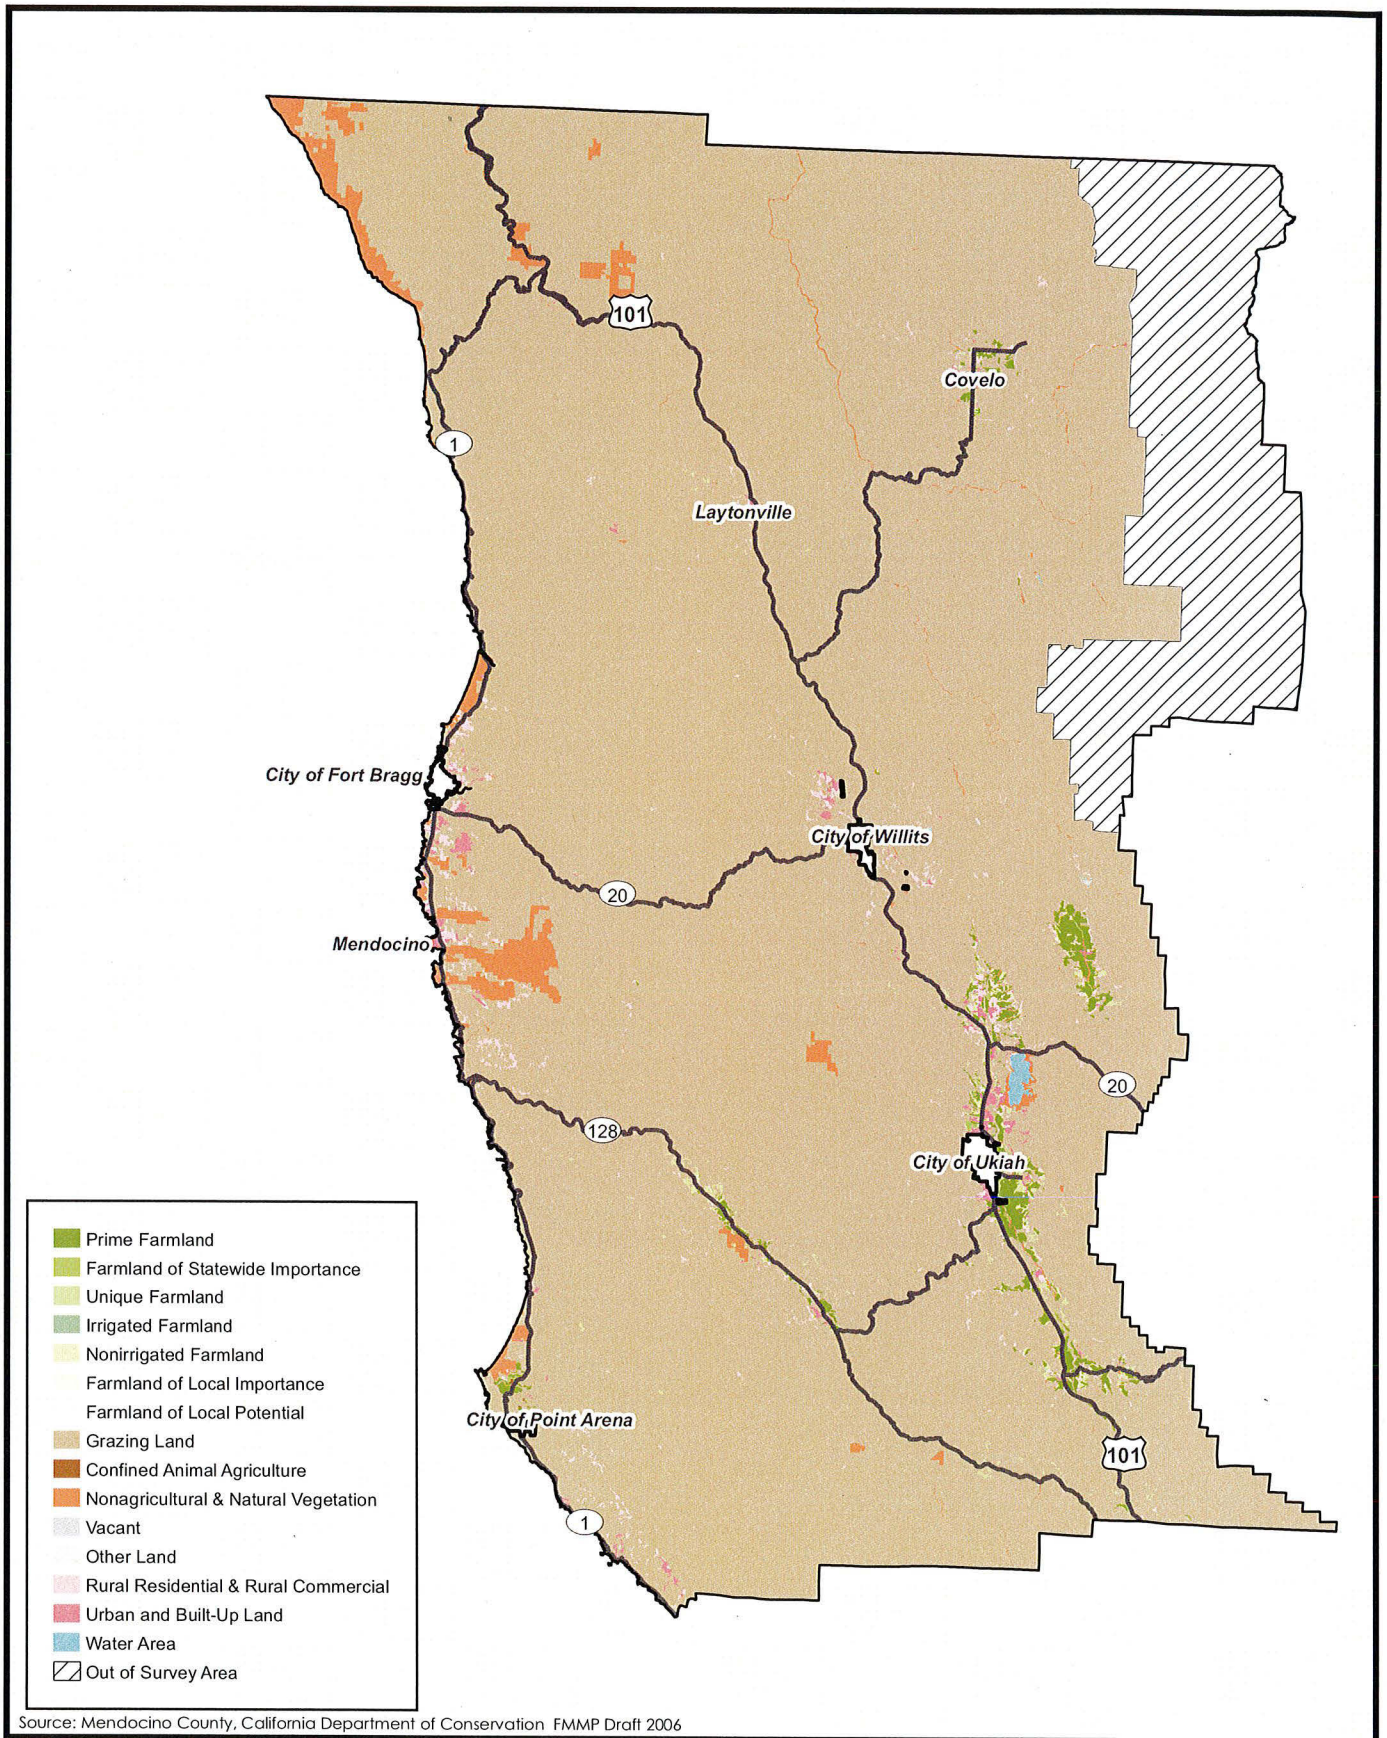 101
Covelo
1
Laytonville
City of Fort Bragg
City of Willits
20
Mendocino
20
128
City of Ukiah
Prime Farmland
Farmland of Statewide Importance
Unique Farmland
Irrigated Farmland
Nonirrigated Farmland
Farmland of Local Importance
Farmland of Local Potential
Grazing Land
Confined Animal Agriculture
Nonagricultural & Natural Vegetation
Vacant
Other Land
Rural Residential & Rural Commercial
Urban and Built-Up Land
Water Area
Out of Survey Area
City of Point Arena
101
1
Source: Mendocino County, California Department of Conservation FMMP Draft 2006